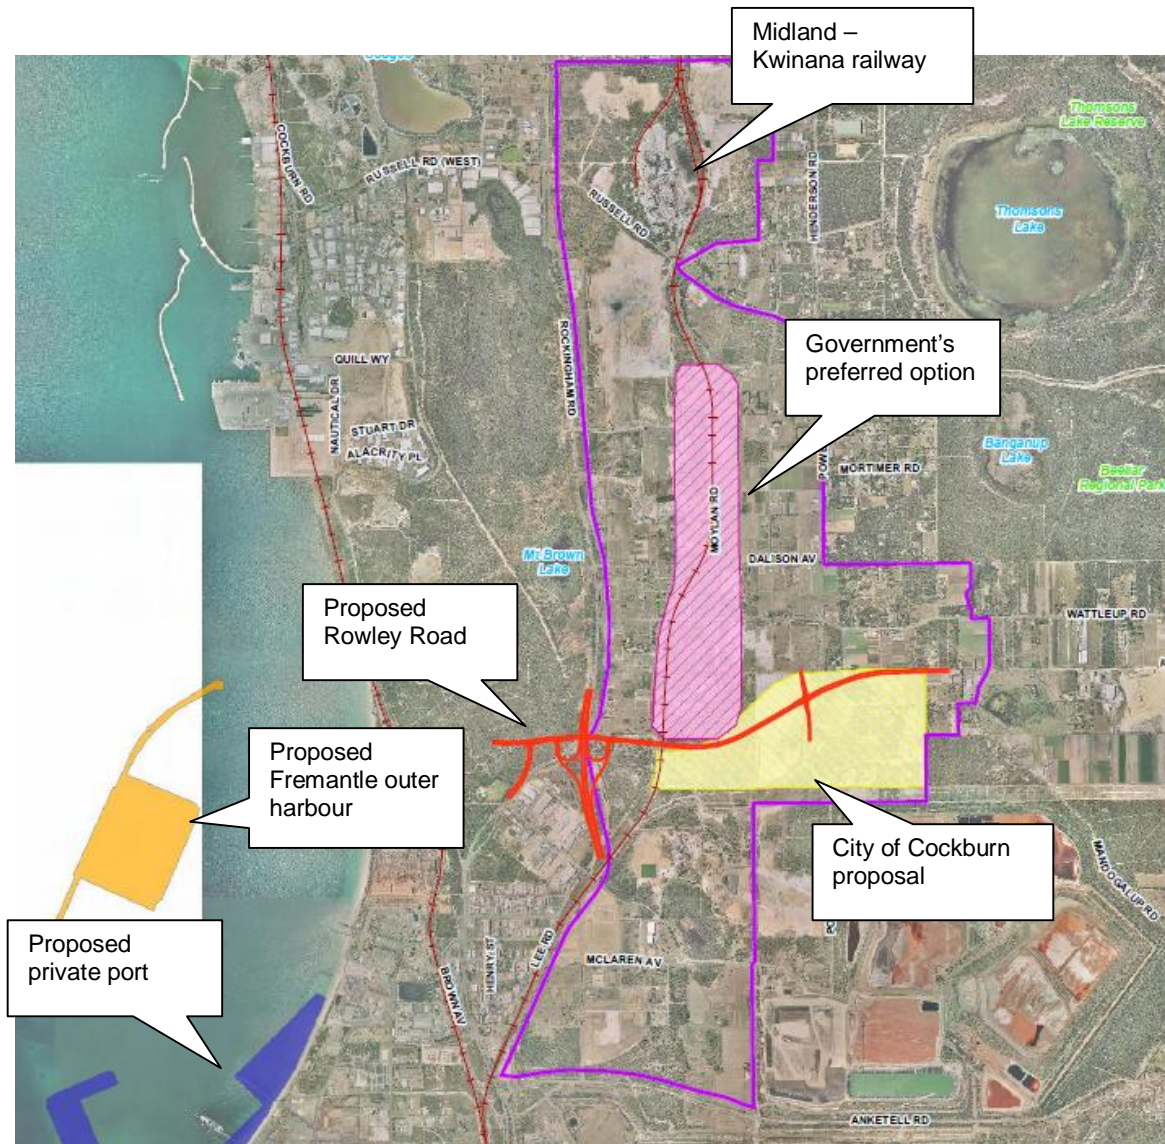 Midland –
Kwinana railway
Thomsons
Lake Reserve
COCKBURN RD
RUSSELL RD (WEST)
RUSSELL RD
HENDERSON RD
Thomsons
Lake
ROCKINGHAM RD
QUILL WY
NAUTICAL DR
STUART DR
ALACRITY PL
Government's
preferred option
MORTIMER RD
Banganup
Lake
Beeliar
Regional Park
MOYLAN RD
Mt Brown
Lake
DALISON AV
WATTLEUP RD
Proposed
Rowley Road
Proposed
Fremantle outer
harbour
City of Cockburn
proposal
MANDOGALUP RD
Proposed
private port
BROWN AV
HENRY ST
LEE RD
MCLAREN AV
ANKETELL RD